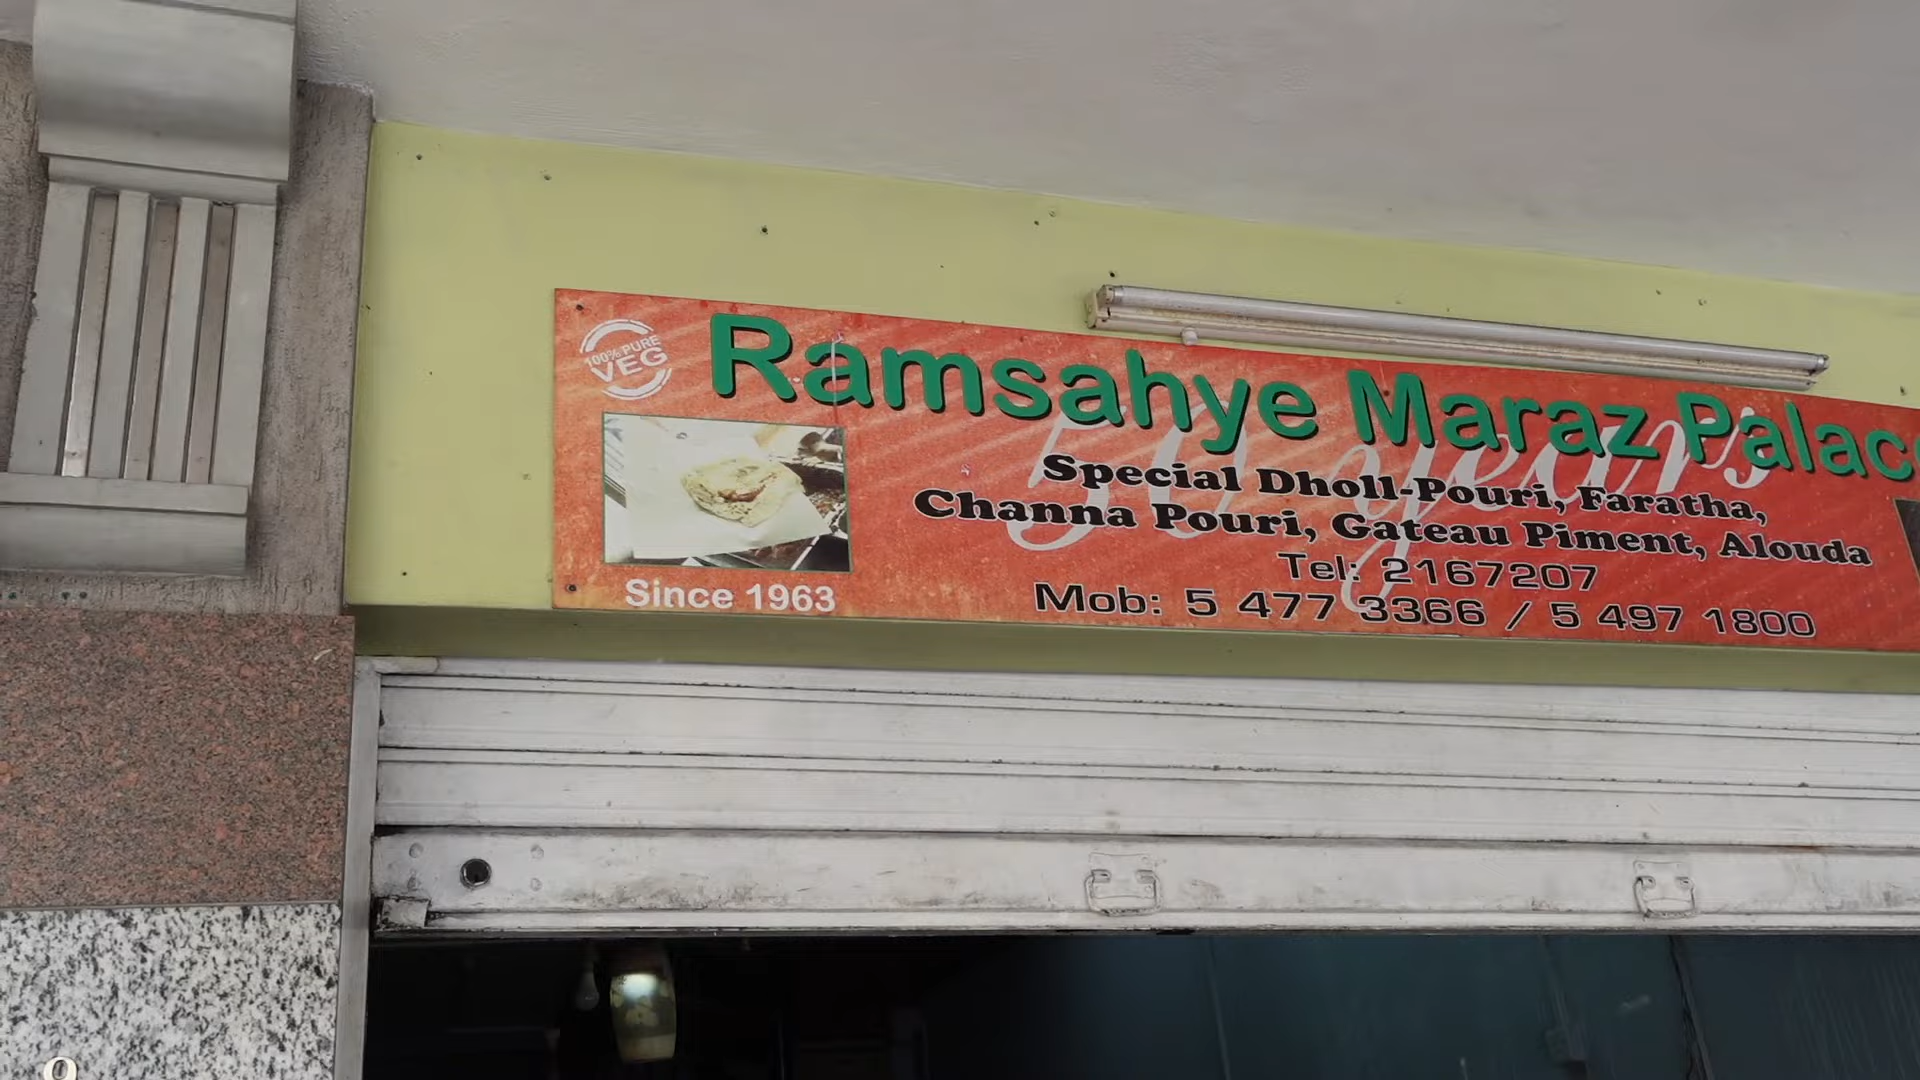 100% PURE
VEG
Ramsahye Maraz Palace
50 years
Special Dholl-Pouri, Faratha,
Channa Pouri, Gateau Piment, Alouda
Tel: 2167207
Mob: 5 477 3366 / 5 497 1800
Since 1963